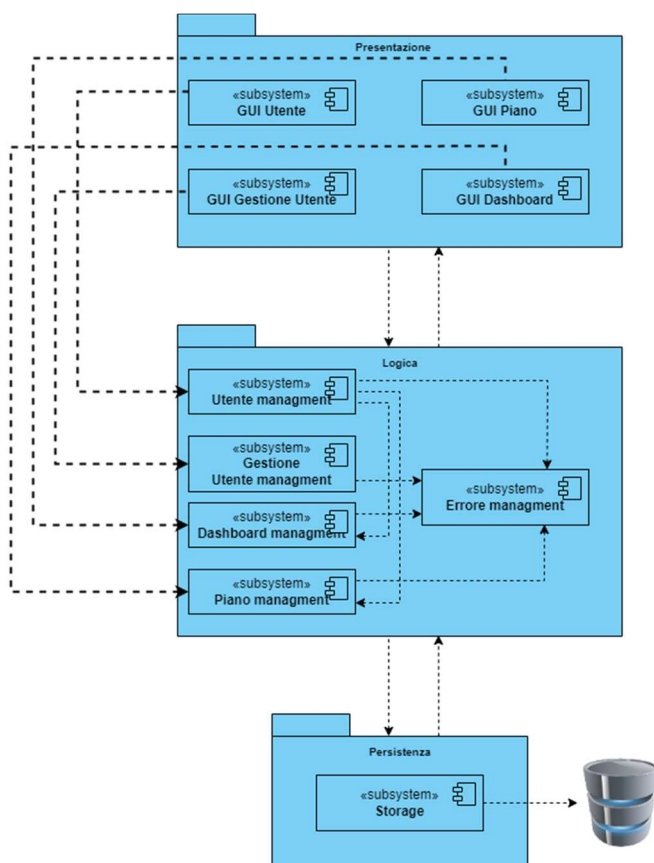 Presentazione
«subsystem»
GUI Utente
«subsystem»
GUI Piano
«subsystem»
GUI Gestione Utente
«subsystem»
GUI Dashboard
Logica
«subsystem»
Utente managment
«subsystem»
Gestione
Utente managment
«subsystem»
Errore managment
«subsystem»
Dashboard managment
«subsystem»
Piano managment
Persistenza
«subsystem»
Storage